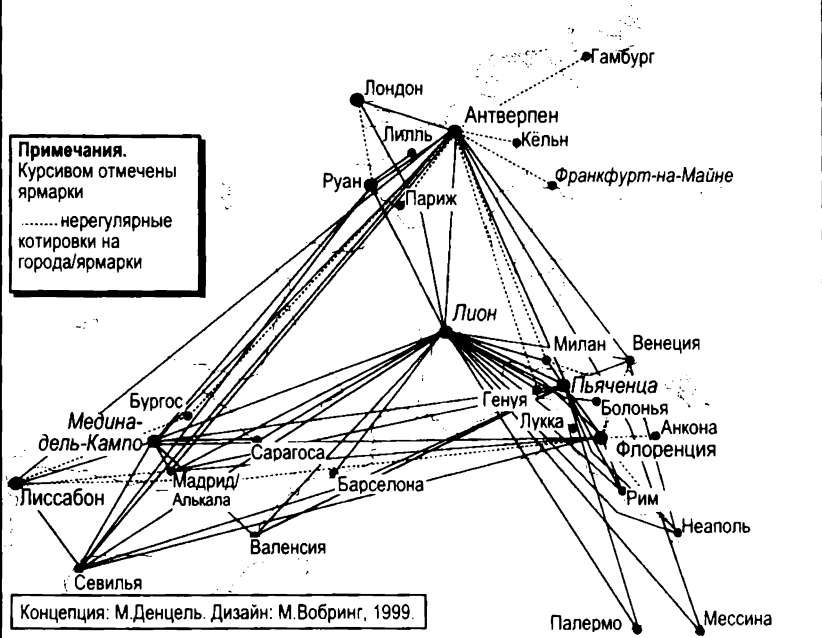 Гамбург
Лондон
Антверпен
Лилль
Кёльн
Примечания.
Курсивом отмечены
ярмарки
нерегулярные
котировки на
города/ярмарки
Руан
Франкфурт-на-Майне
Париж
Лион
Милан
Венеция
Пьяченца
Генуя
Болонья
Бургос
Лукка
Анкона
Медина-
дель-Кампо
Сарагоса
Флоренция
Мадрид/
Алькала
Барселона
Лиссабон
Рим
Неаполь
Валенсия
Севилья
Концепция: М.Денцель. Дизайн: М.Вобринг, 1999.
Палермо
Мессина